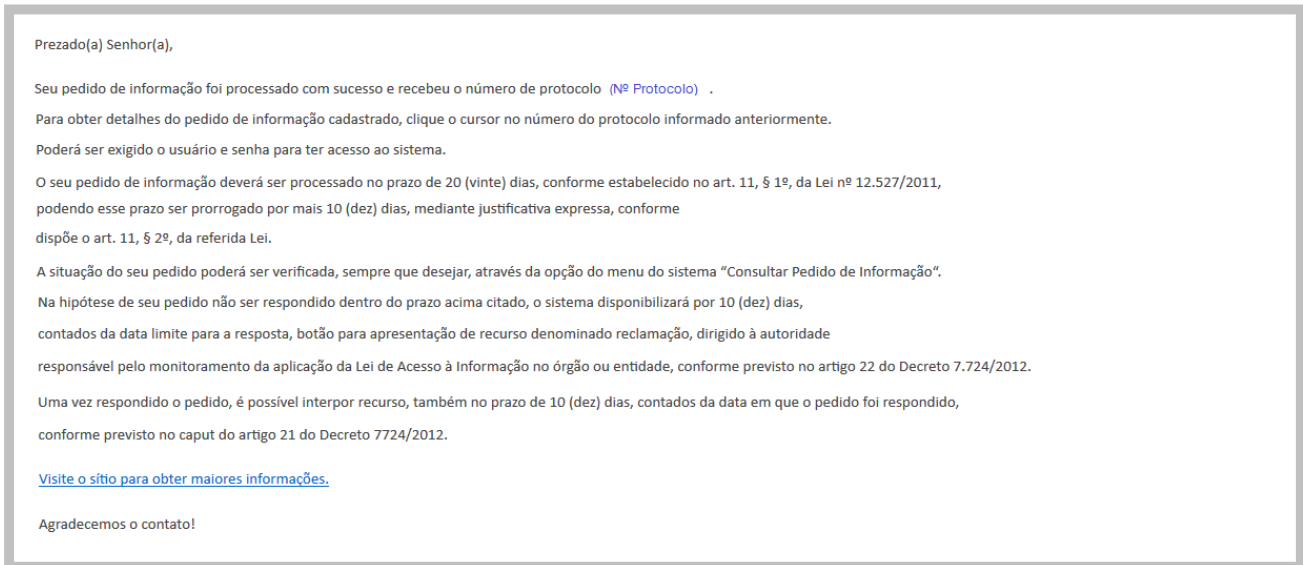 Prezado(a) Senhor(a),
Seu pedido de informação foi processado com sucesso e recebeu o número de protocolo (Nº Protocolo) .
Para obter detalhes do pedido de informação cadastrado, clique o cursor no número do protocolo informado anteriormente.
Poderá ser exigido o usuário e senha para ter acesso ao sistema.
O seu pedido de informação deverá ser processado no prazo de 20 (vinte) dias, conforme estabelecido no art. 11, § 1º, da Lei nº 12.527/2011,
podendo esse prazo ser prorrogado por mais 10 (dez) dias, mediante justificativa expressa, conforme
dispõe o art. 11, § 2º, da referida Lei.
A situação do seu pedido poderá ser verificada, sempre que desejar, através da opção do menu do sistema “Consultar Pedido de Informação“.
Na hipótese de seu pedido não ser respondido dentro do prazo acima citado, o sistema disponibilizará por 10 (dez) dias,
contados da data limite para a resposta, botão para apresentação de recurso denominado reclamação, dirigido à autoridade
responsável pelo monitoramento da aplicação da Lei de Acesso à Informação no órgão ou entidade, conforme previsto no artigo 22 do Decreto 7.724/2012.
Uma vez respondido o pedido, é possível interpor recurso, também no prazo de 10 (dez) dias, contados da data em que o pedido foi respondido,
conforme previsto no caput do artigo 21 do Decreto 7724/2012.
Visite o sítio para obter maiores informações.
Agradecemos o contato!